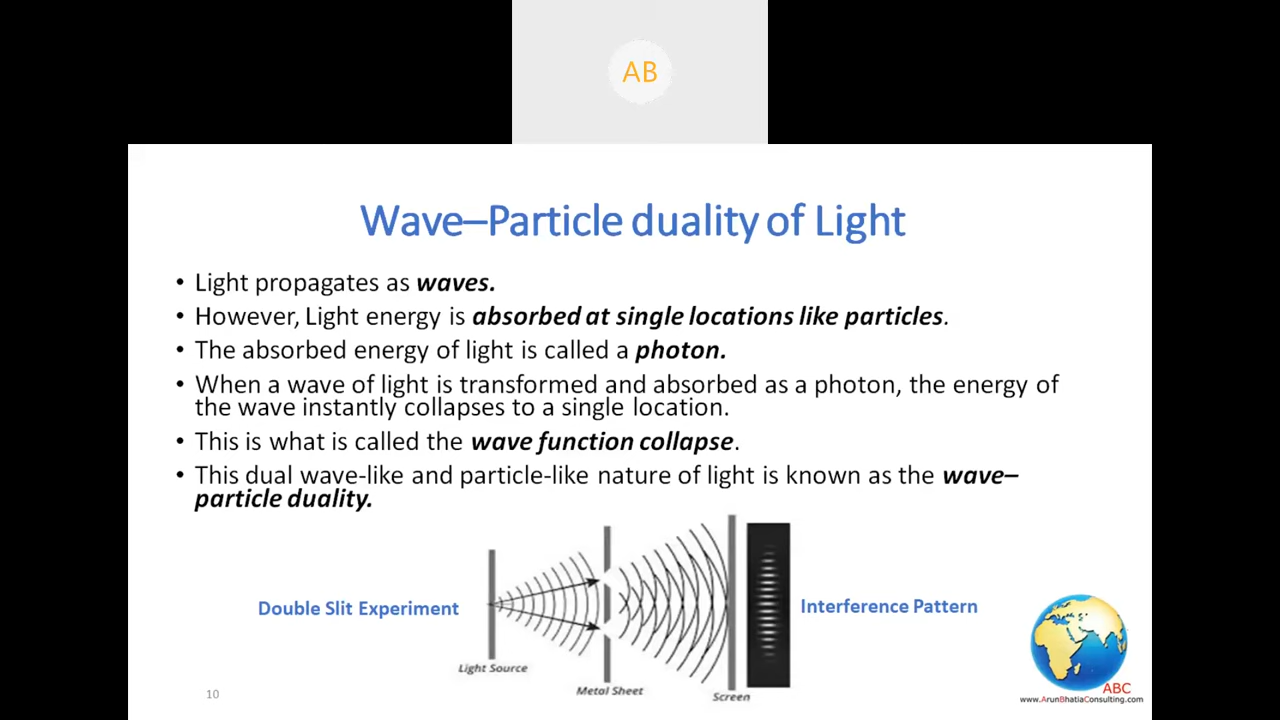 AB
Wave–Particle duality of Light
• Light propagates as waves.
• However, Light energy is absorbed at single locations like particles.
• The absorbed energy of light is called a photon.
• When a wave of light is transformed and absorbed as a photon, the energy of
the wave instantly collapses to a single location.
• This is what is called the wave function collapse.
• This dual wave-like and particle-like nature of light is known as the wave–
particle duality.
Double Slit Experiment
Interference Pattern
Light Source
Metal Sheet
Screen
10
ABC
www.ArunBhatiaConsulting.com